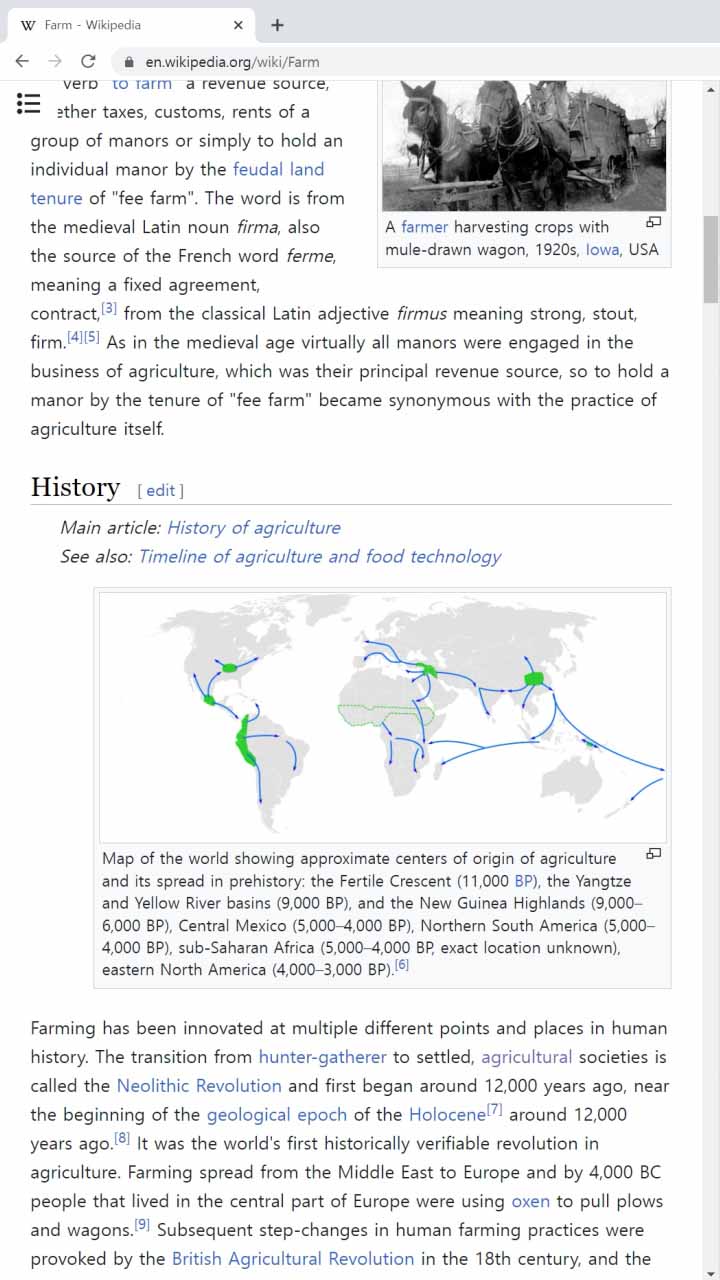 W Farm - Wikipedia × +
en.wikipedia.org/wiki/Farm
verb "to farm" a revenue source,
ether taxes, customs, rents of a
group of manors or simply to hold an
individual manor by the feudal land
tenure of "fee farm". The word is from
the medieval Latin noun firma, also
the source of the French word ferme,
meaning a fixed agreement,
A farmer harvesting crops with
mule-drawn wagon, 1920s, Iowa, USA
contract,[3] from the classical Latin adjective firmus meaning strong, stout,
firm.[4][5] As in the medieval age virtually all manors were engaged in the
business of agriculture, which was their principal revenue source, so to hold a
manor by the tenure of "fee farm" became synonymous with the practice of
agriculture itself.
History [ edit ]
Main article: History of agriculture
See also: Timeline of agriculture and food technology
Map of the world showing approximate centers of origin of agriculture
and its spread in prehistory: the Fertile Crescent (11,000 BP), the Yangtze
and Yellow River basins (9,000 BP), and the New Guinea Highlands (9,000–
6,000 BP), Central Mexico (5,000–4,000 BP), Northern South America (5,000–
4,000 BP), sub-Saharan Africa (5,000–4,000 BP, exact location unknown),
eastern North America (4,000–3,000 BP).[6]
Farming has been innovated at multiple different points and places in human
history. The transition from hunter-gatherer to settled, agricultural societies is
called the Neolithic Revolution and first began around 12,000 years ago, near
the beginning of the geological epoch of the Holocene[7] around 12,000
years ago.[8] It was the world's first historically verifiable revolution in
agriculture. Farming spread from the Middle East to Europe and by 4,000 BC
people that lived in the central part of Europe were using oxen to pull plows
and wagons.[9] Subsequent step-changes in human farming practices were
provoked by the British Agricultural Revolution in the 18th century, and the